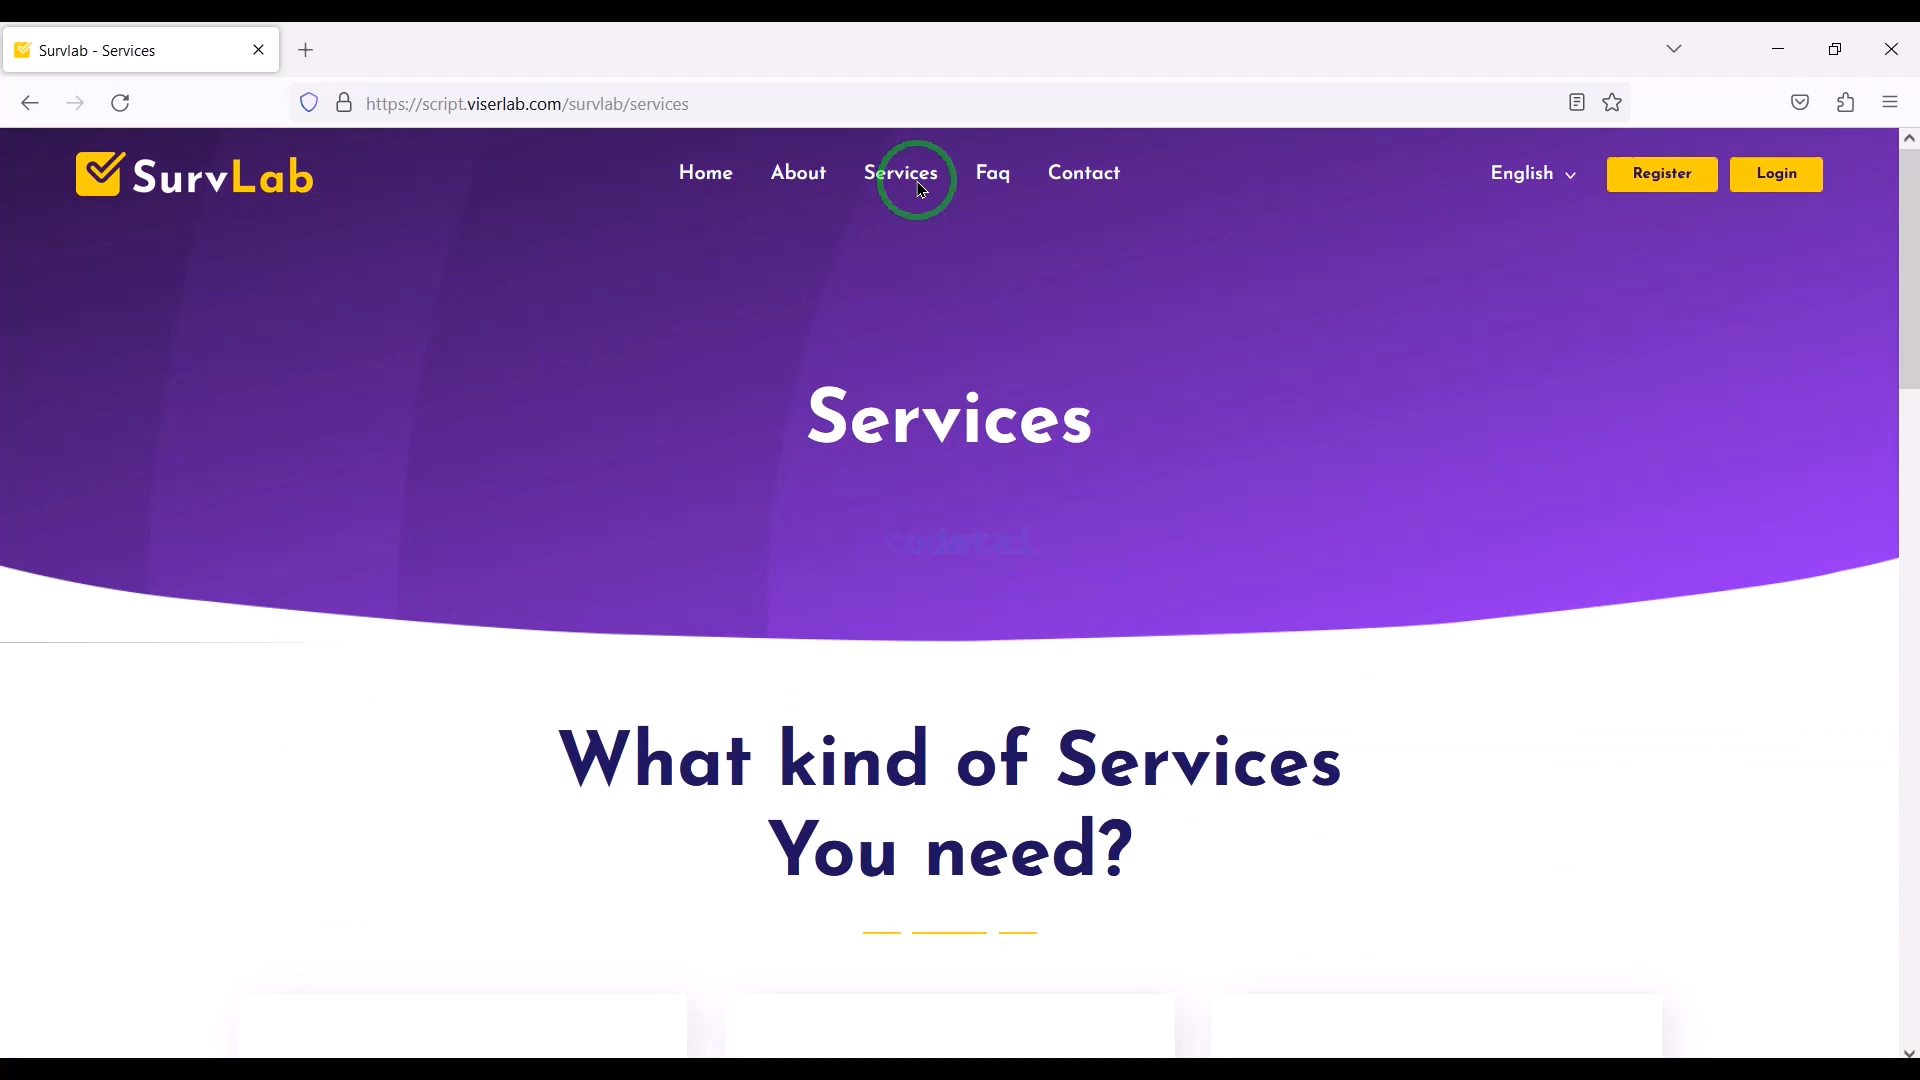 Survlab - Services
https://script.viserlab.com/survlab/services
SurvLab
Home About Services Faq Contact
English Register Login
Services
What kind of Services
You need?